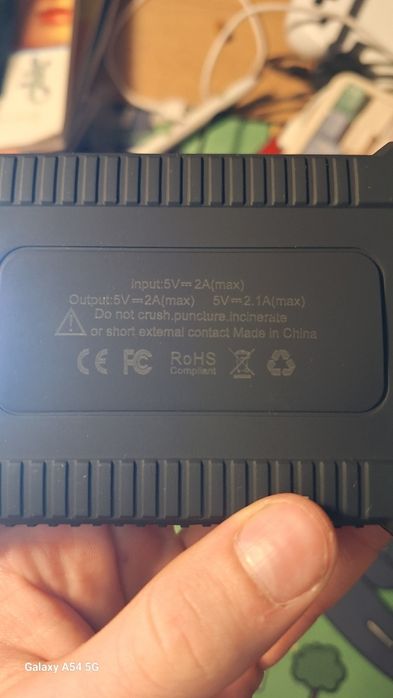 Input:5V⎓2A(max)
Output:5V⎓2A(max) 5V⎓2.1A(max)
Do not crush,puncture,incinerate
or short external contact Made in China
CE FC RoHS
Compliant
Galaxy A54 5G